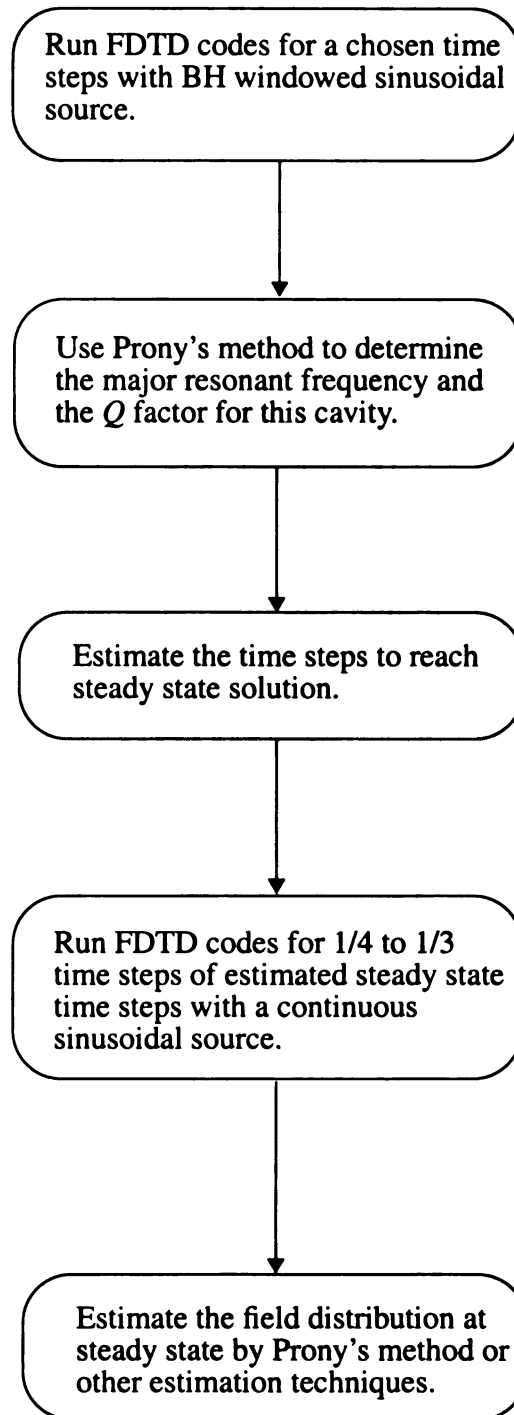 Run FDTD codes for a chosen time
steps with BH windowed sinusoidal
source.
Use Prony's method to determine
the major resonant frequency and
the Q factor for this cavity.
Estimate the time steps to reach
steady state solution.
Run FDTD codes for 1/4 to 1/3
time steps of estimated steady state
time steps with a continuous
sinusoidal source.
Estimate the field distribution at
steady state by Prony's method or
other estimation techniques.